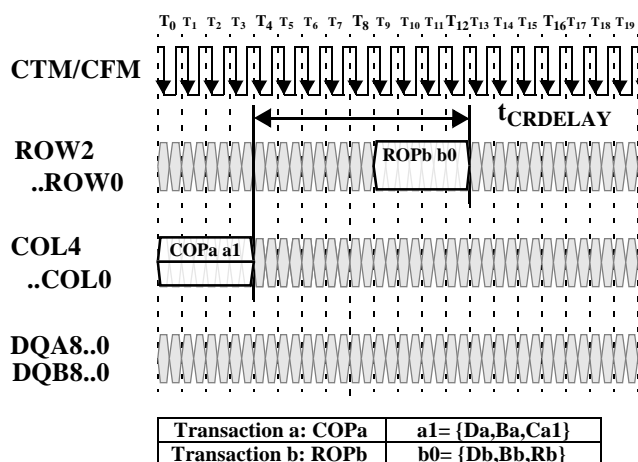 T0 T1 T2 T3 T4 T5 T6 T7 T8 T9 T10 T11 T12 T13 T14 T15 T16 T17 T18 T19
CTM/CFM
tCRDELAY
ROW2
..ROW0
ROPb b0
COL4
..COL0
COPa a1
DQA8..0
DQB8..0
Transaction a: COPa a1= {Da,Ba,Ca1}
Transaction b: ROPb b0= {Db,Bb,Rb}